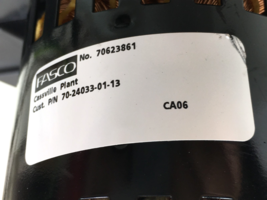 FASCO No. 70623861
Cassville Plant
Cust. P/N 70-24033-01-13
CA06